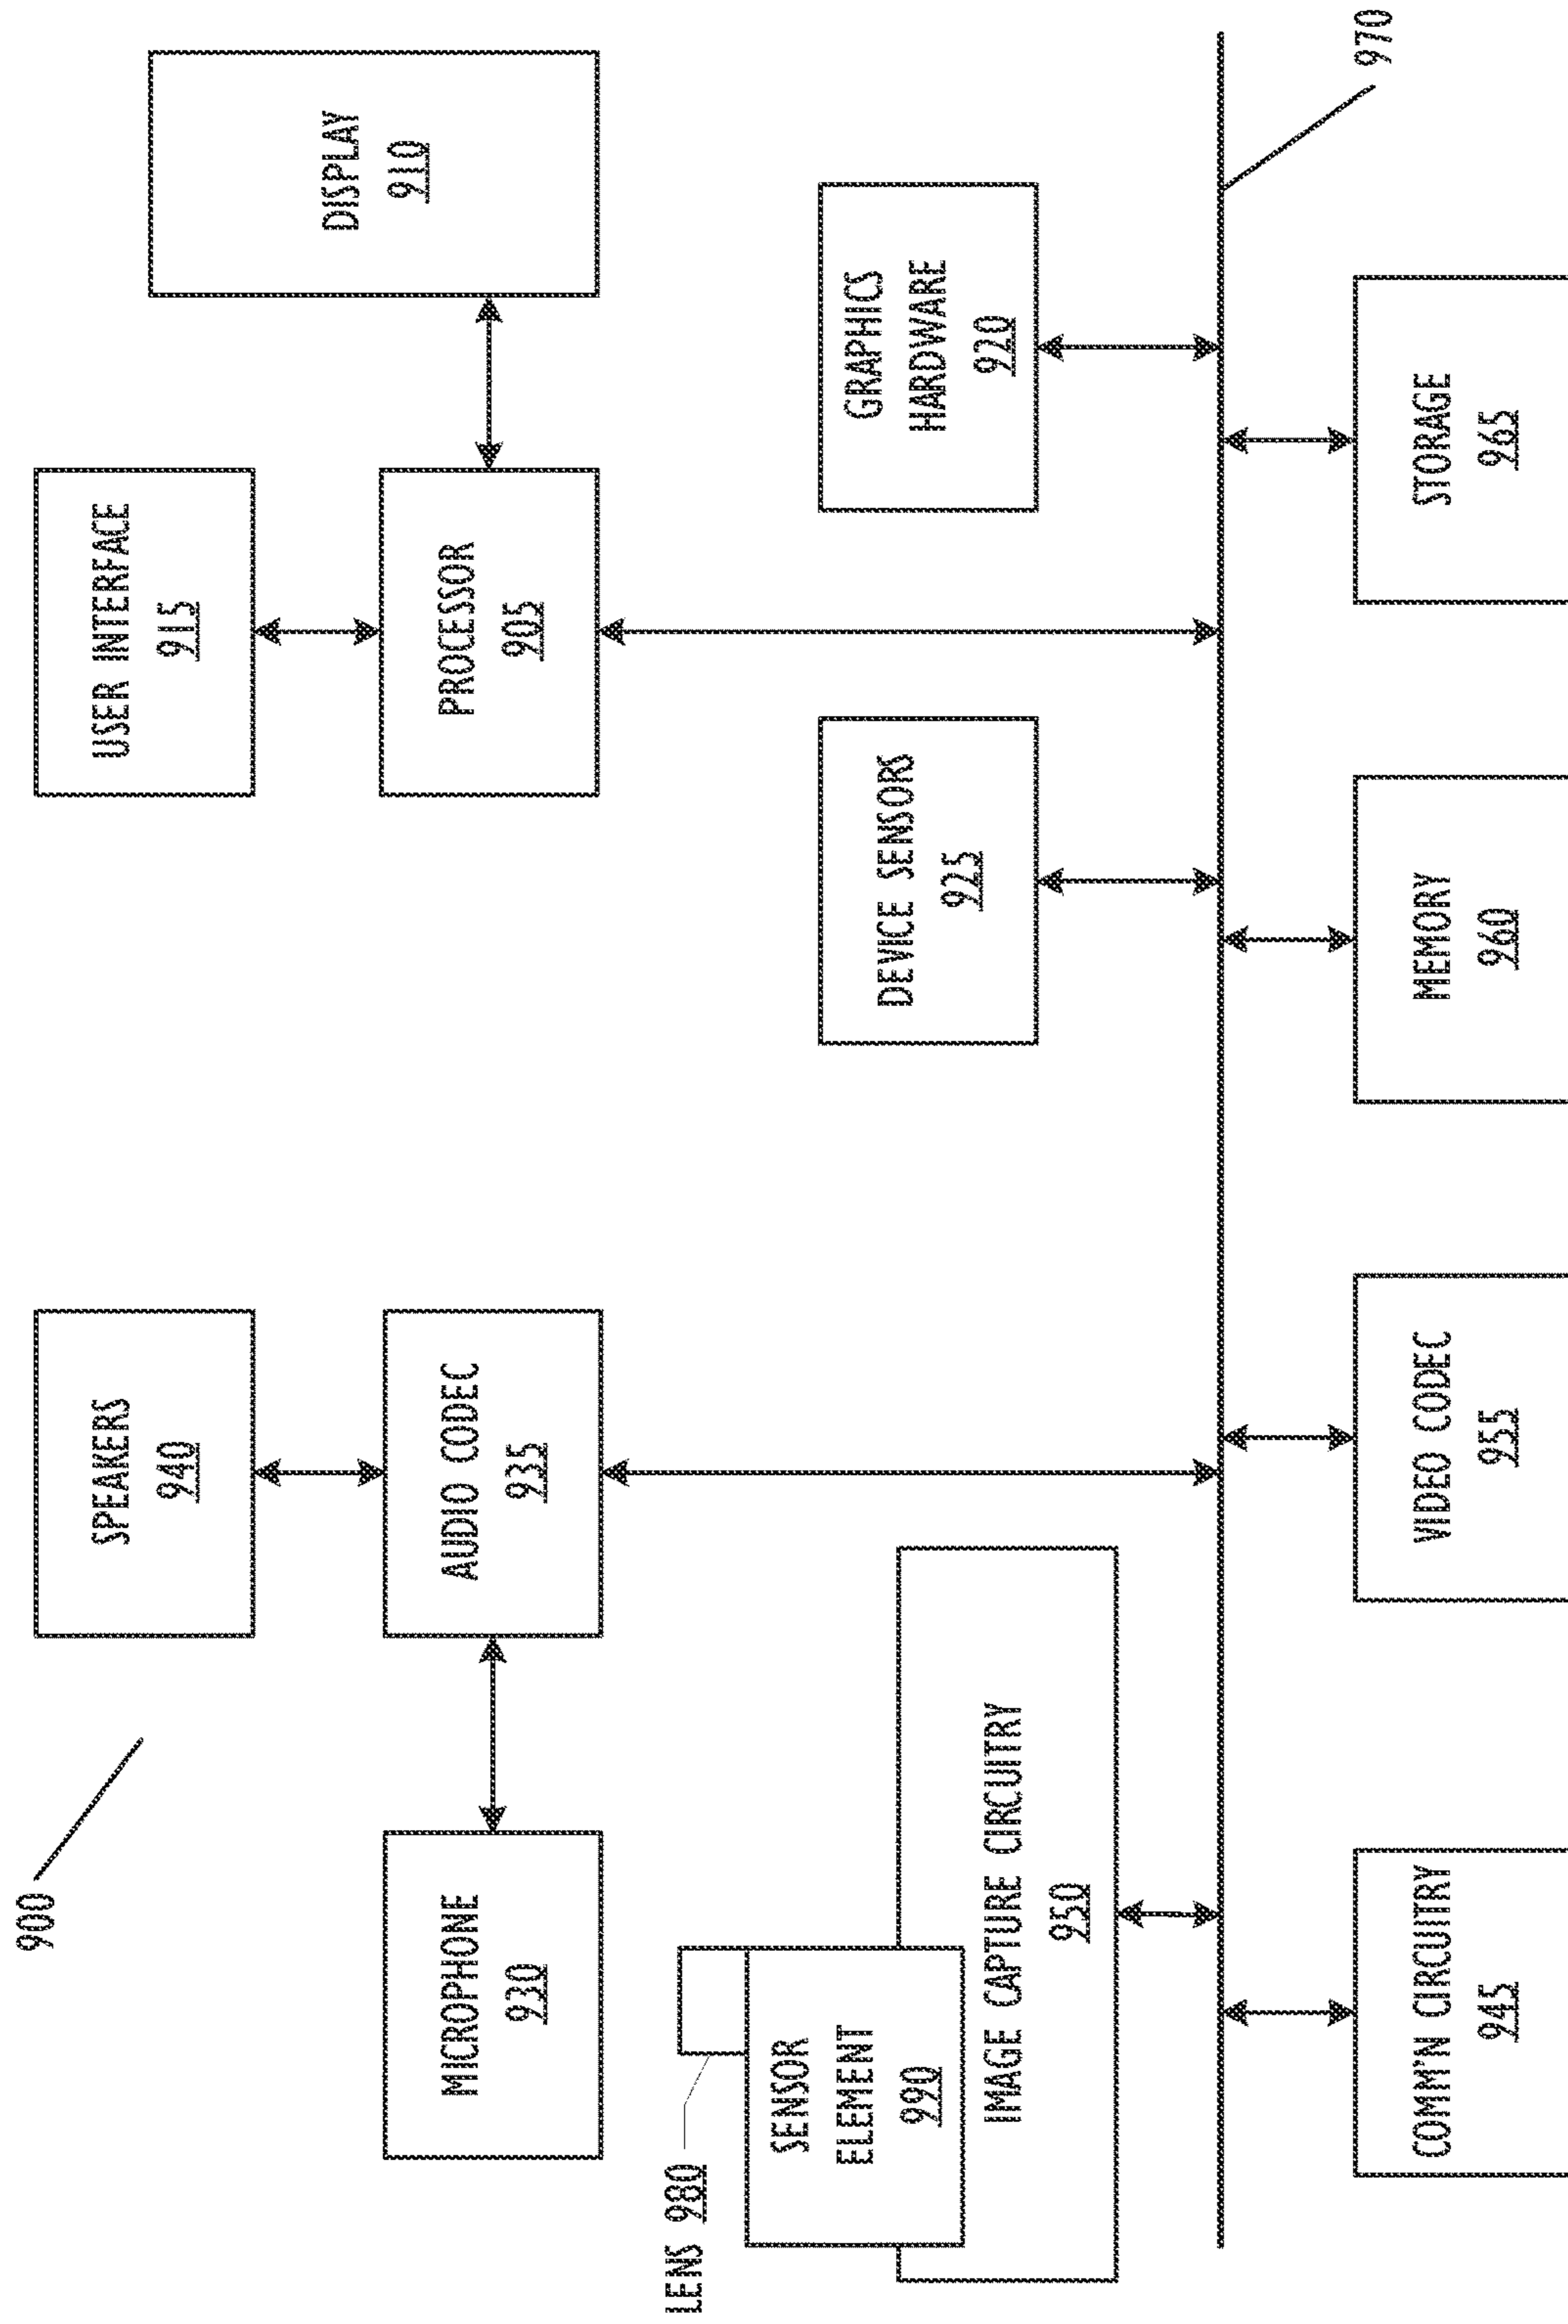 900
SPEAKERS
940
USER INTERFACE
915
MICROPHONE
930
AUDIO CODEC
935
PROCESSOR
905
DISPLAY
910
LENS 980
SENSOR
ELEMENT
990
IMAGE CAPTURE CIRCUITRY
950
DEVICE SENSORS
925
GRAPHICS
HARDWARE
920
970
COMM'N CIRCUITRY
945
VIDEO CODEC
955
MEMORY
960
STORAGE
965